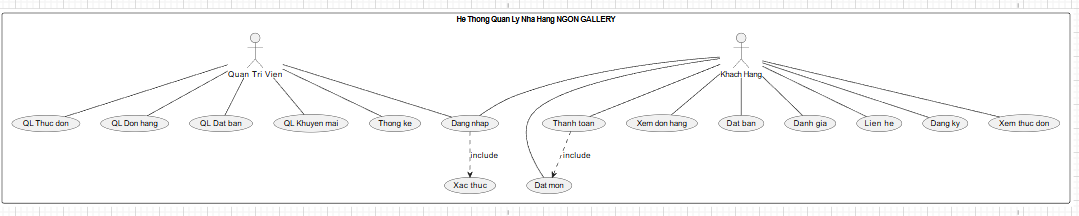 He Thong Quan Ly Nha Hang NGON GALLERY
Quan Tri Vien
Khach Hang
QL Thuc don
QL Don hang
QL Dat ban
QL Khuyen mai
Thong ke
Dang nhap
Thanh toan
Xem don hang
Dat ban
Danh gia
Lien he
Dang ky
Xem thuc don
include
include
Xac thuc
Dat mon